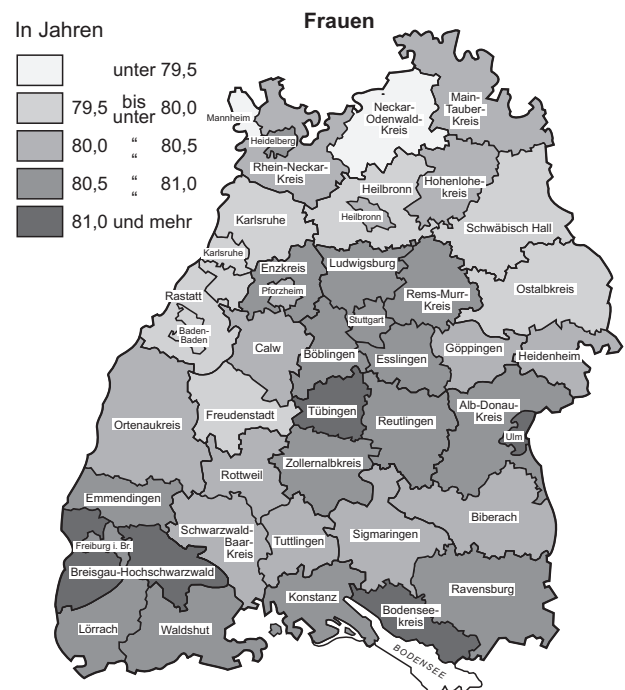 Frauen
In Jahren
unter 79,5
79,5 bis unter 80,0
80,0 “ “ 80,5
80,5 “ “ 81,0
81,0 und mehr
Neckar-
Odenwald-
Kreis
Main-
Tauber-
Kreis
Mannheim
Heidelberg
Rhein-Neckar-
Kreis
Heilbronn
Hohenlohe-
kreis
Heilbronn
Karlsruhe
Schwäbisch Hall
Karlsruhe
Enzkreis
Ludwigsburg
Pforzheim
Rems-Murr-
Kreis
Ostalbkreis
Rastatt
Stuttgart
Baden-
Baden
Calw
Böblingen
Esslingen
Göppingen
Heidenheim
Ortenaukreis
Freudenstadt
Tübingen
Reutlingen
Alb-Donau-
Kreis
Ulm
Zollernalbkreis
Rottweil
Emmendingen
Schwarzwald-
Baar-
Kreis
Tuttlingen
Sigmaringen
Biberach
Freiburg i. Br.
Breisgau-Hochschwarzwald
Konstanz
Bodensee-
kreis
Ravensburg
Lörrach
Waldshut
BODENSEE